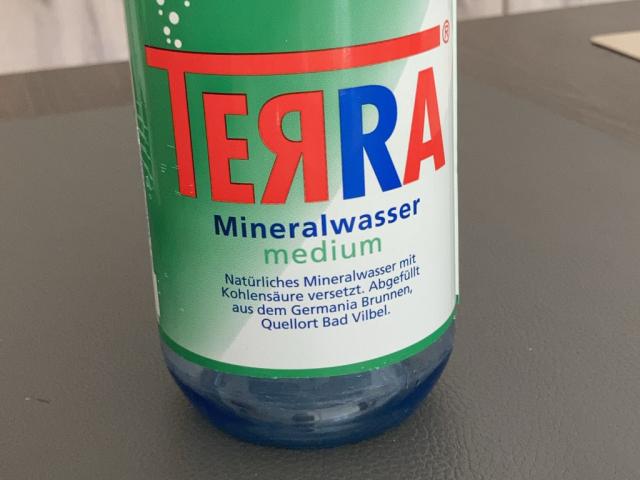 TERRA®
Mineralwasser
medium
Natürliches Mineralwasser mit
Kohlensäure versetzt. Abgefüllt
aus dem Germania Brunnen,
Quellort Bad Vilbel.